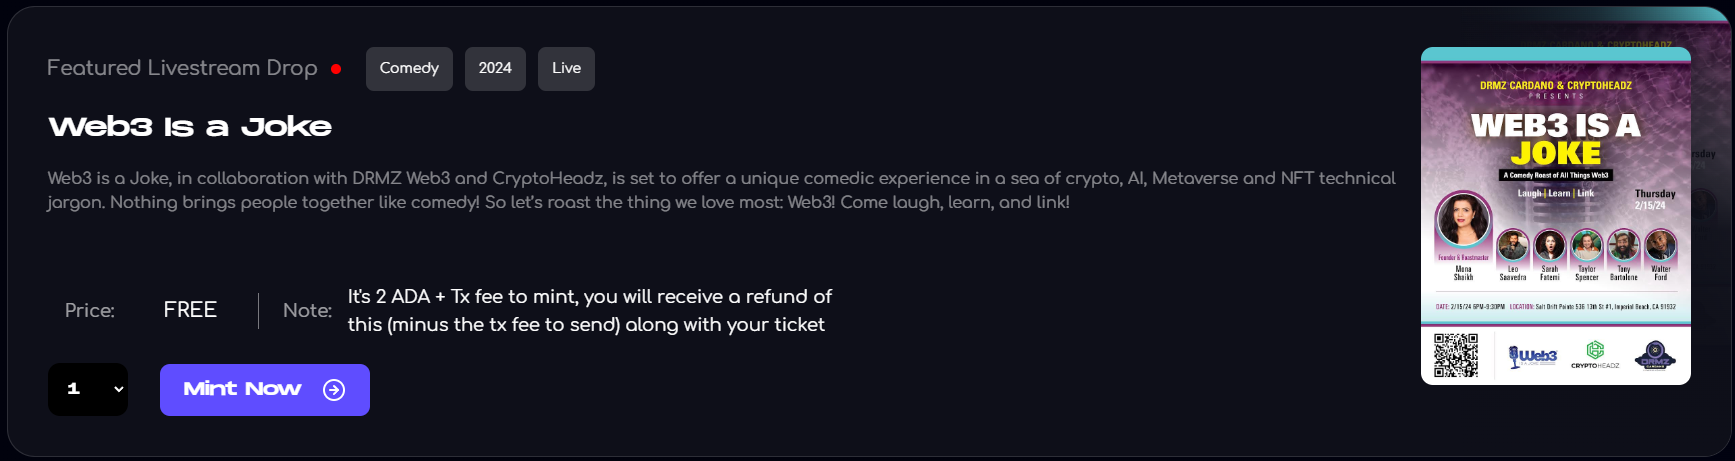 Featured Livestream Drop
Comedy
2024
Live
Web3 Is a Joke
Web3 is a Joke, in collaboration with DRMZ Web3 and CryptoHeadz, is set to offer a unique comedic experience in a sea of crypto, AI, Metaverse and NFT technical
jargon. Nothing brings people together like comedy! So let's roast the thing we love most: Web3! Come laugh, learn, and link!
Price:
FREE
Note:
It's 2 ADA + Tx fee to mint, you will receive a refund of
this (minus the tx fee to send) along with your ticket
1
Mint Now
DRMZ CARDANO & CRYPTOHEADZ
PRESENTS
WEB3 IS A
JOKE
A Comedy Roast of All Things Web3
Laugh | Learn | Link
Thursday
2/15/24
Founder & Roastmaster
Mona
Shaikh
Leo
Saavedra
Sarah
Fatemi
Taylor
Spencer
Tony
Bartolone
Walter
Ford
DATE: 2/15/24 6PM-9:30PM LOCATION: Salt Drift Points 536 13th St #1, Imperial Beach, CA 91932
Web3
CRYPTOHEADZ
DRMZ